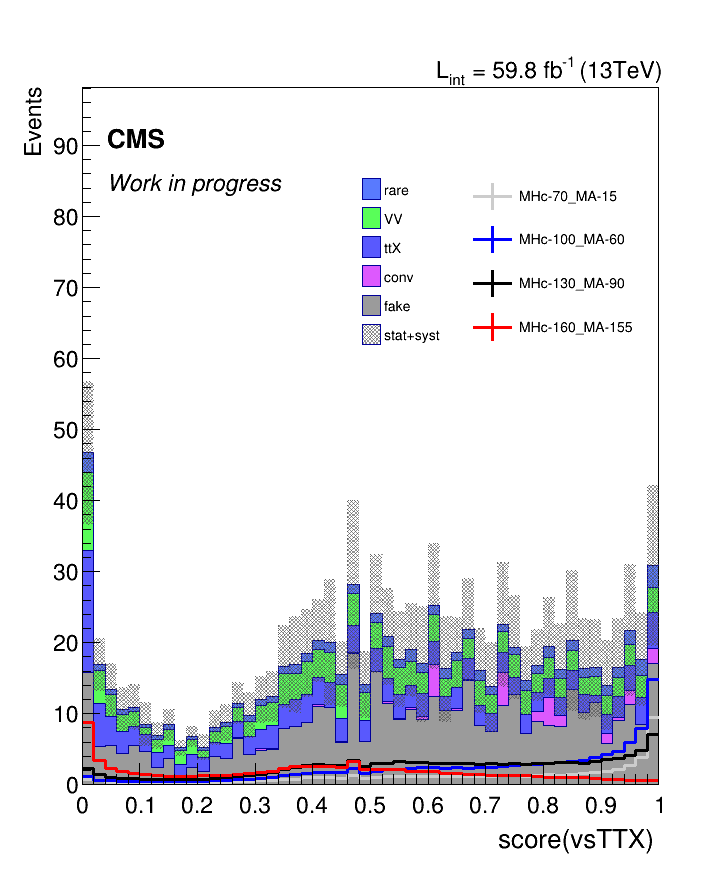 L_int = 59.8 fb^-1 (13TeV)
Events
CMS
Work in progress
rare
VV
ttX
conv
fake
stat+syst
MHc-70_MA-15
MHc-100_MA-60
MHc-130_MA-90
MHc-160_MA-155
90
80
70
60
50
40
30
20
10
0
0 0.1 0.2 0.3 0.4 0.5 0.6 0.7 0.8 0.9 1
score(vsTTX)